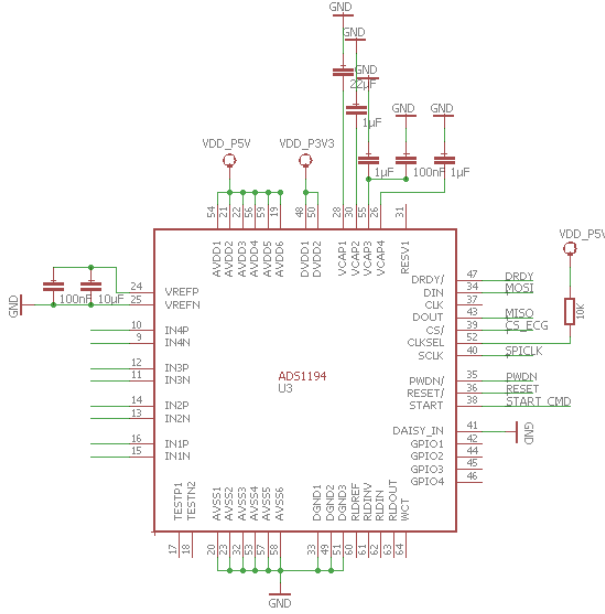 GND
GND
GND
22µF
GND
GND
1µF
1µF
100nF
1µF
VDD_P5V
VDD_P3V3
VDD_P5V
54
21
22
56
59
19
48
50
28
30
55
26
31
AVDD1
AVDD2
AVDD3
AVDD4
AVDD5
AVDD6
DVDD1
DVDD2
VCAP1
VCAP2
VCAP3
VCAP4
RESV1
GND
100nF
10µF
24 VREFP
25 VREFN
10 IN4P
9 IN4N
12 IN3P
11 IN3N
14 IN2P
13 IN2N
16 IN1P
15 IN1N
ADS1194
U3
DRDY/ 47 DRDY
DIN 34 MOSI
CLK 37
DOUT 43 MISO
CS/ 39 CS_ECG
CLKSEL 52
SCLK 40 SPICLK
10K
PWDN/ 35 PWDN
RESET/ 36 RESET
START 38 START_CMD
DAISY_IN 41
GND
GPIO1 42
GPIO2 44
GPIO3 45
GPIO4 46
TESTP1
TESTN2
AVSS1
AVSS2
AVSS3
AVSS4
AVSS5
AVSS6
DGND1
DGND2
DGND3
RLDREF
RLDINV
RLDIN
RLDOUT
WCT
17
18
20
23
32
53
57
58
33
49
51
60
61
62
63
64
GND